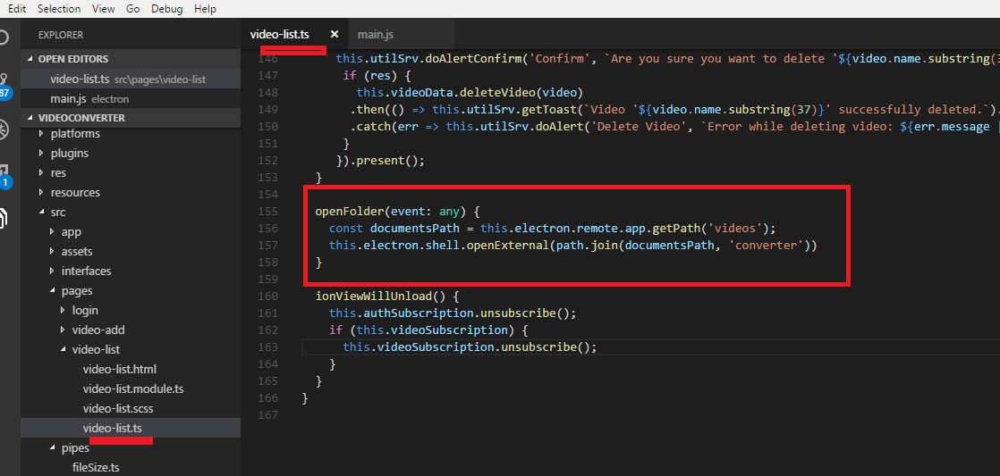 Edit Selection View Go Debug Help
EXPLORER
OPEN EDITORS
video-list.ts src\pages\video-list
main.js electron
VIDEOCONVERTER
platforms
plugins
res
resources
src
app
assets
interfaces
pages
login
video-add
video-list
video-list.html
video-list.module.ts
video-list.scss
video-list.ts
pipes
fileSize.ts
87
1
video-list.ts × main.js
146 this.utilSrv.doAlertConfirm('Confirm', `Are you sure you want to delete '${video.name.substring(3
147 if (res) {
148 this.videoData.deleteVideo(video)
149 .then(() => this.utilSrv.getToast(`Video '${video.name.substring(37)}' successfully deleted.`).
150 .catch(err => this.utilSrv.doAlert('Delete Video', `Error while deleting video: ${err.message |
151 }
152 }).present();
153 }
154
155 openFolder(event: any) {
156 const documentsPath = this.electron.remote.app.getPath('videos');
157 this.electron.shell.openExternal(path.join(documentsPath, 'converter'))
158 }
159
160 ionViewWillUnload() {
161 this.authSubscription.unsubscribe();
162 if (this.videoSubscription) {
163 this.videoSubscription.unsubscribe();
164 }
165 }
166 }
167